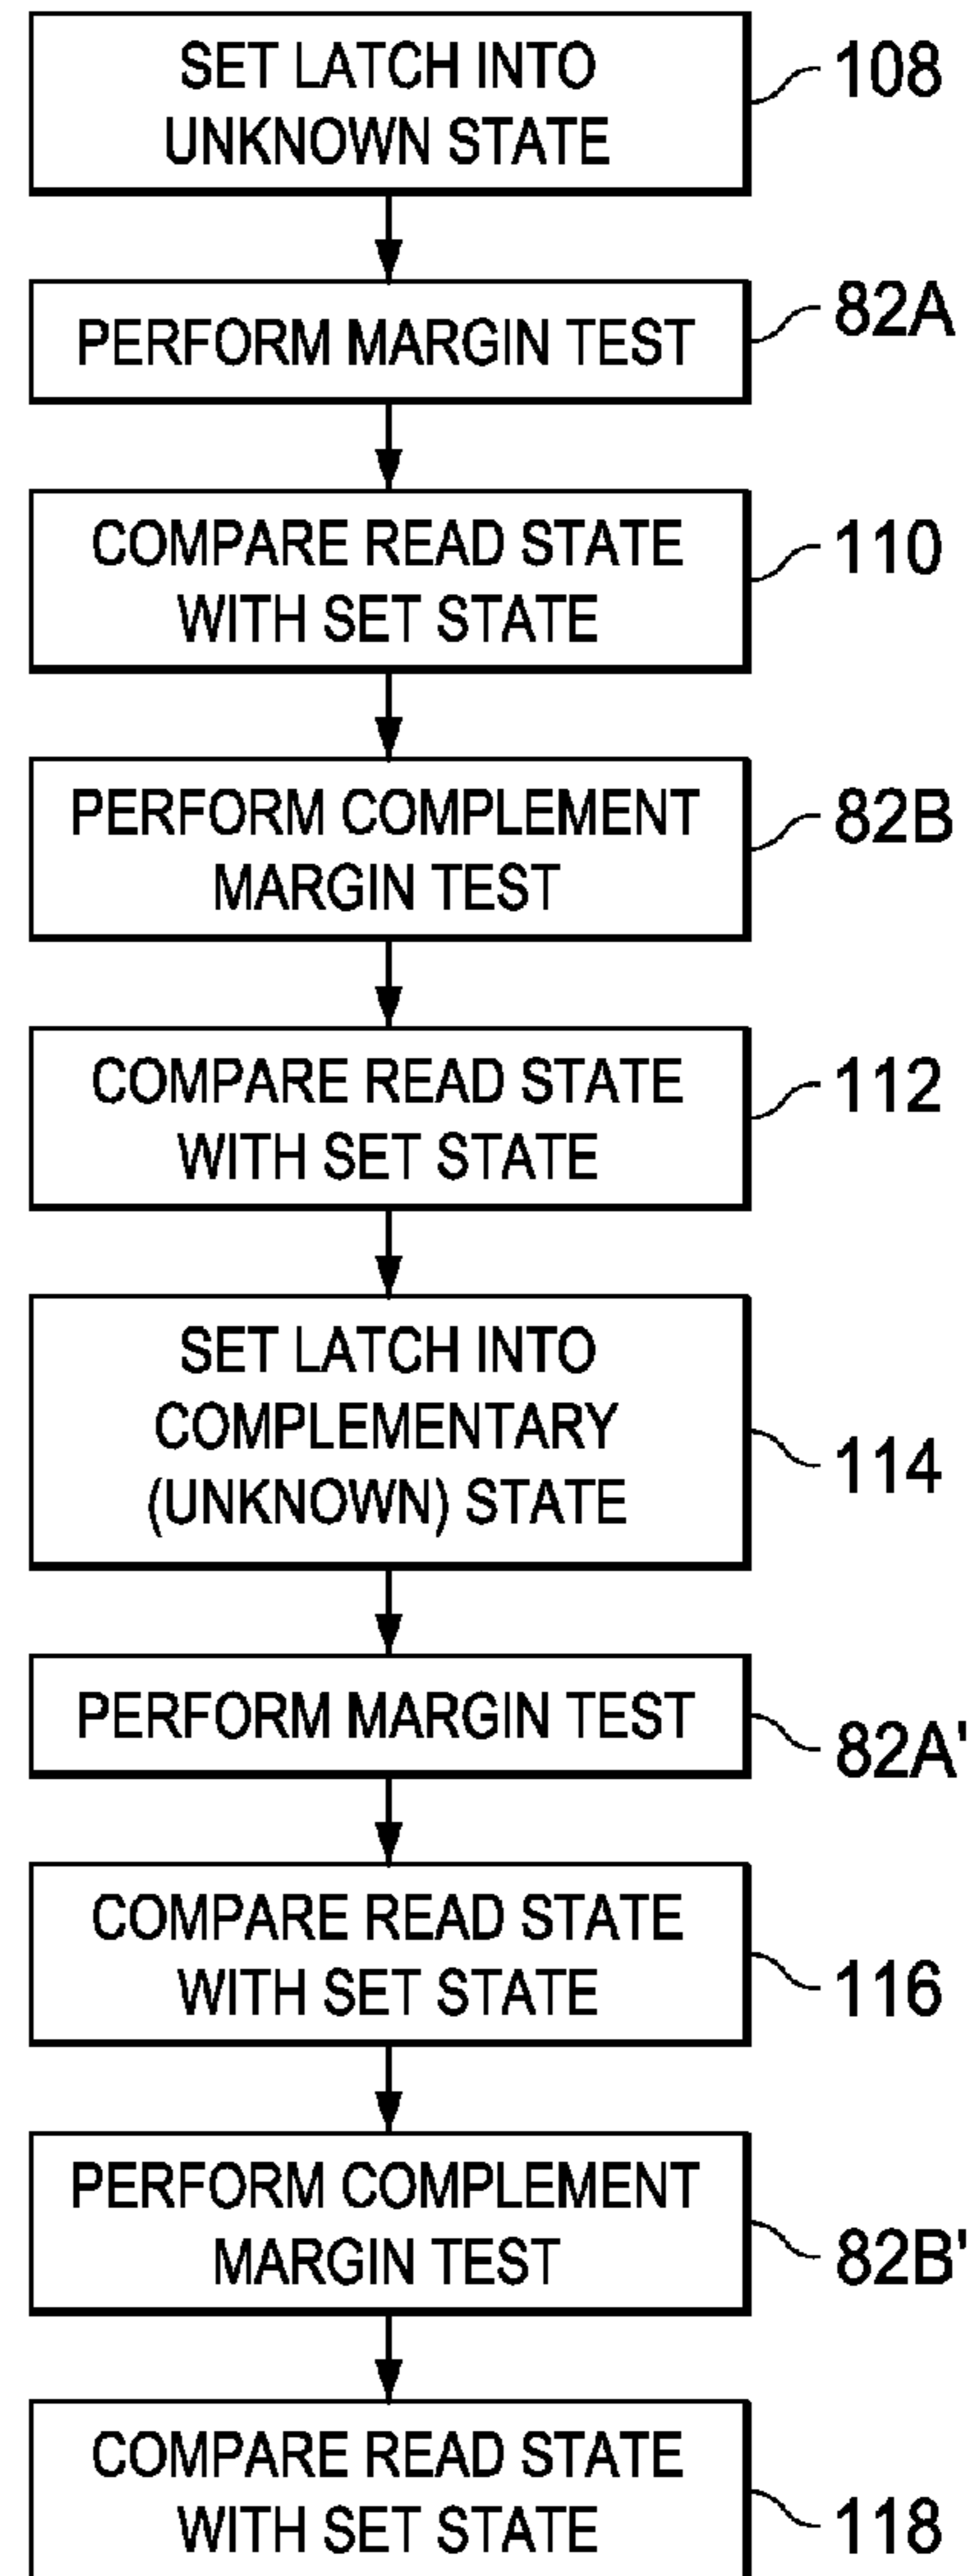 SET LATCH INTO
UNKNOWN STATE
108
PERFORM MARGIN TEST
82A
COMPARE READ STATE
WITH SET STATE
110
PERFORM COMPLEMENT
MARGIN TEST
82B
COMPARE READ STATE
WITH SET STATE
112
SET LATCH INTO
COMPLEMENTARY
(UNKNOWN) STATE
114
PERFORM MARGIN TEST
82A'
COMPARE READ STATE
WITH SET STATE
116
PERFORM COMPLEMENT
MARGIN TEST
82B'
COMPARE READ STATE
WITH SET STATE
118